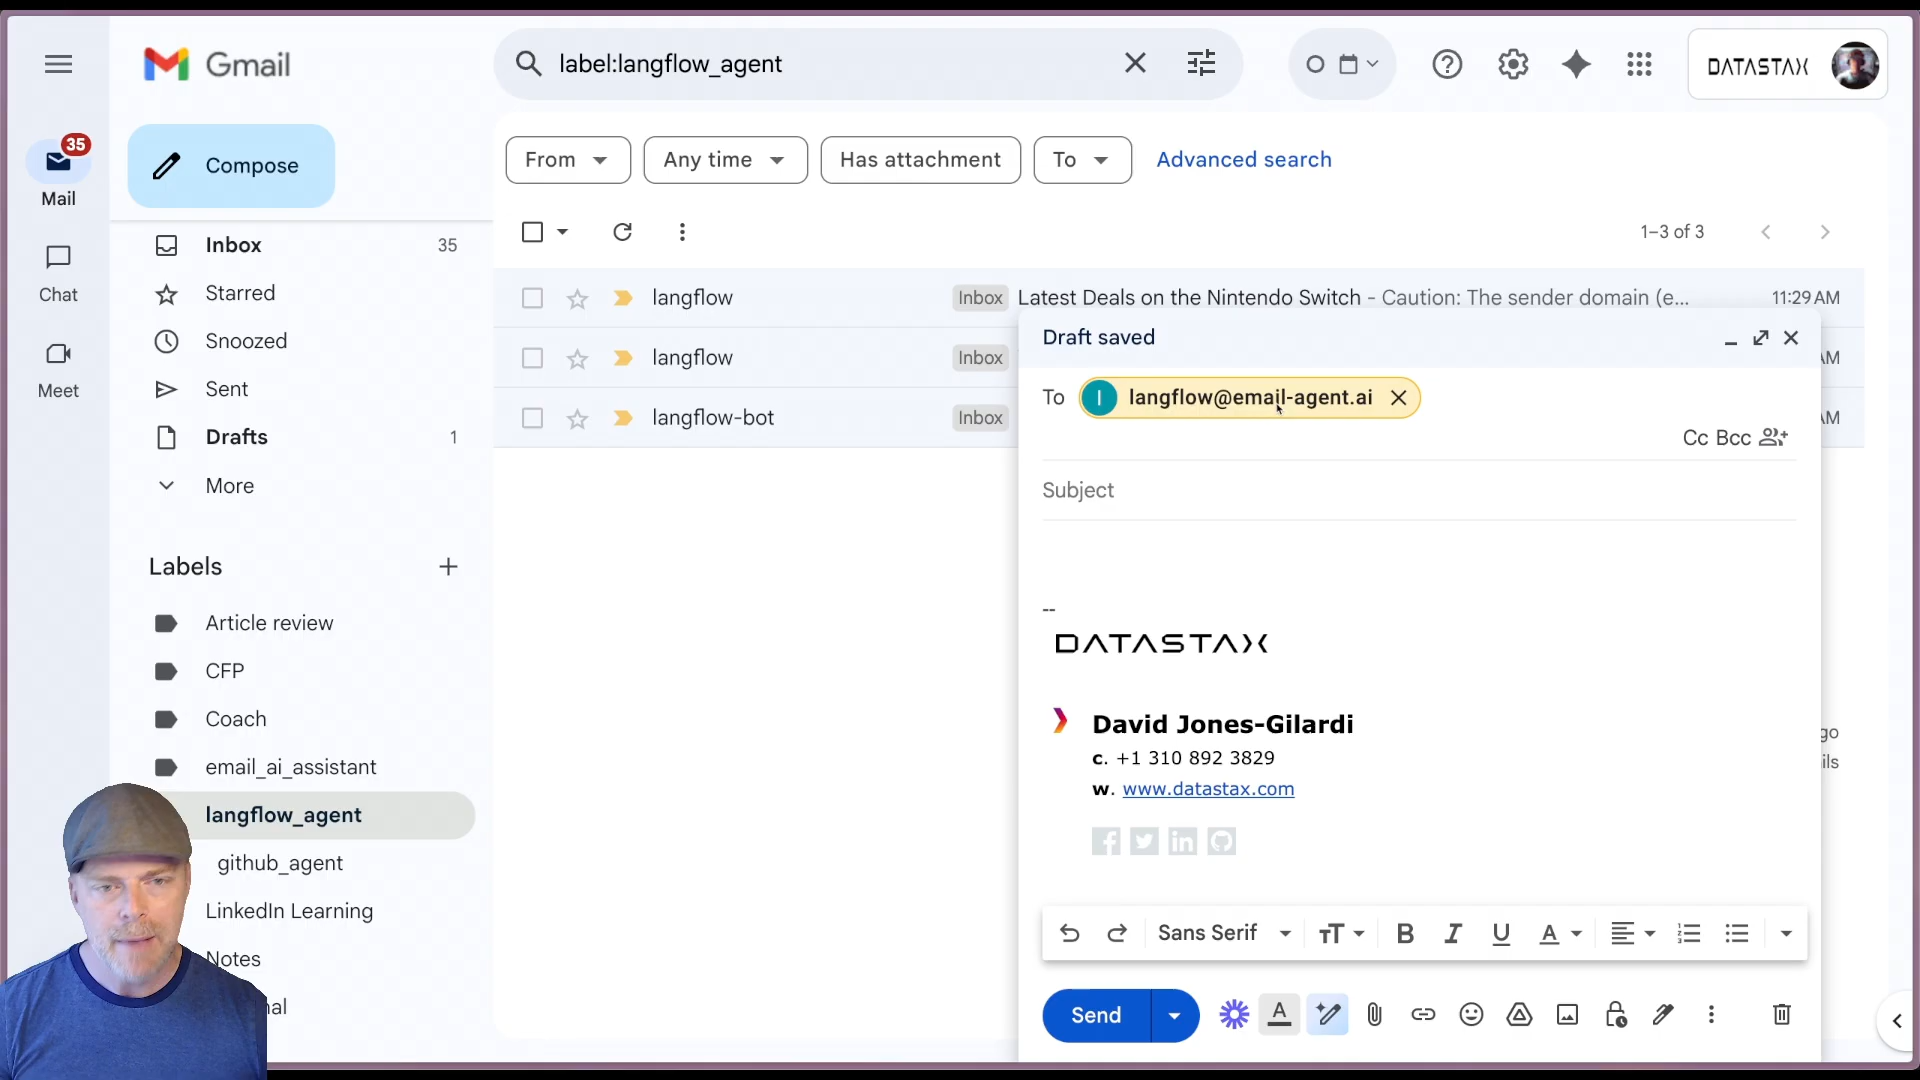 Gmail
label:langflow_agent
DATASTAX
35
Mail
Chat
Meet
Compose
Inbox 35
Starred
Snoozed
Sent
Drafts 1
More
Labels
Article review
CFP
Coach
email_ai_assistant
langflow_agent
github_agent
LinkedIn Learning
Notes
From
Any time
Has attachment
To
Advanced search
1–3 of 3
langflow Inbox Latest Deals on the Nintendo Switch - Caution: The sender domain (e... 11:29 AM
langflow Inbox
langflow-bot Inbox
Draft saved
To l langflow@email-agent.ai
Cc Bcc
Subject
--
DATASTAX
David Jones-Gilardi
c. +1 310 892 3829
w. www.datastax.com
Sans Serif
Send